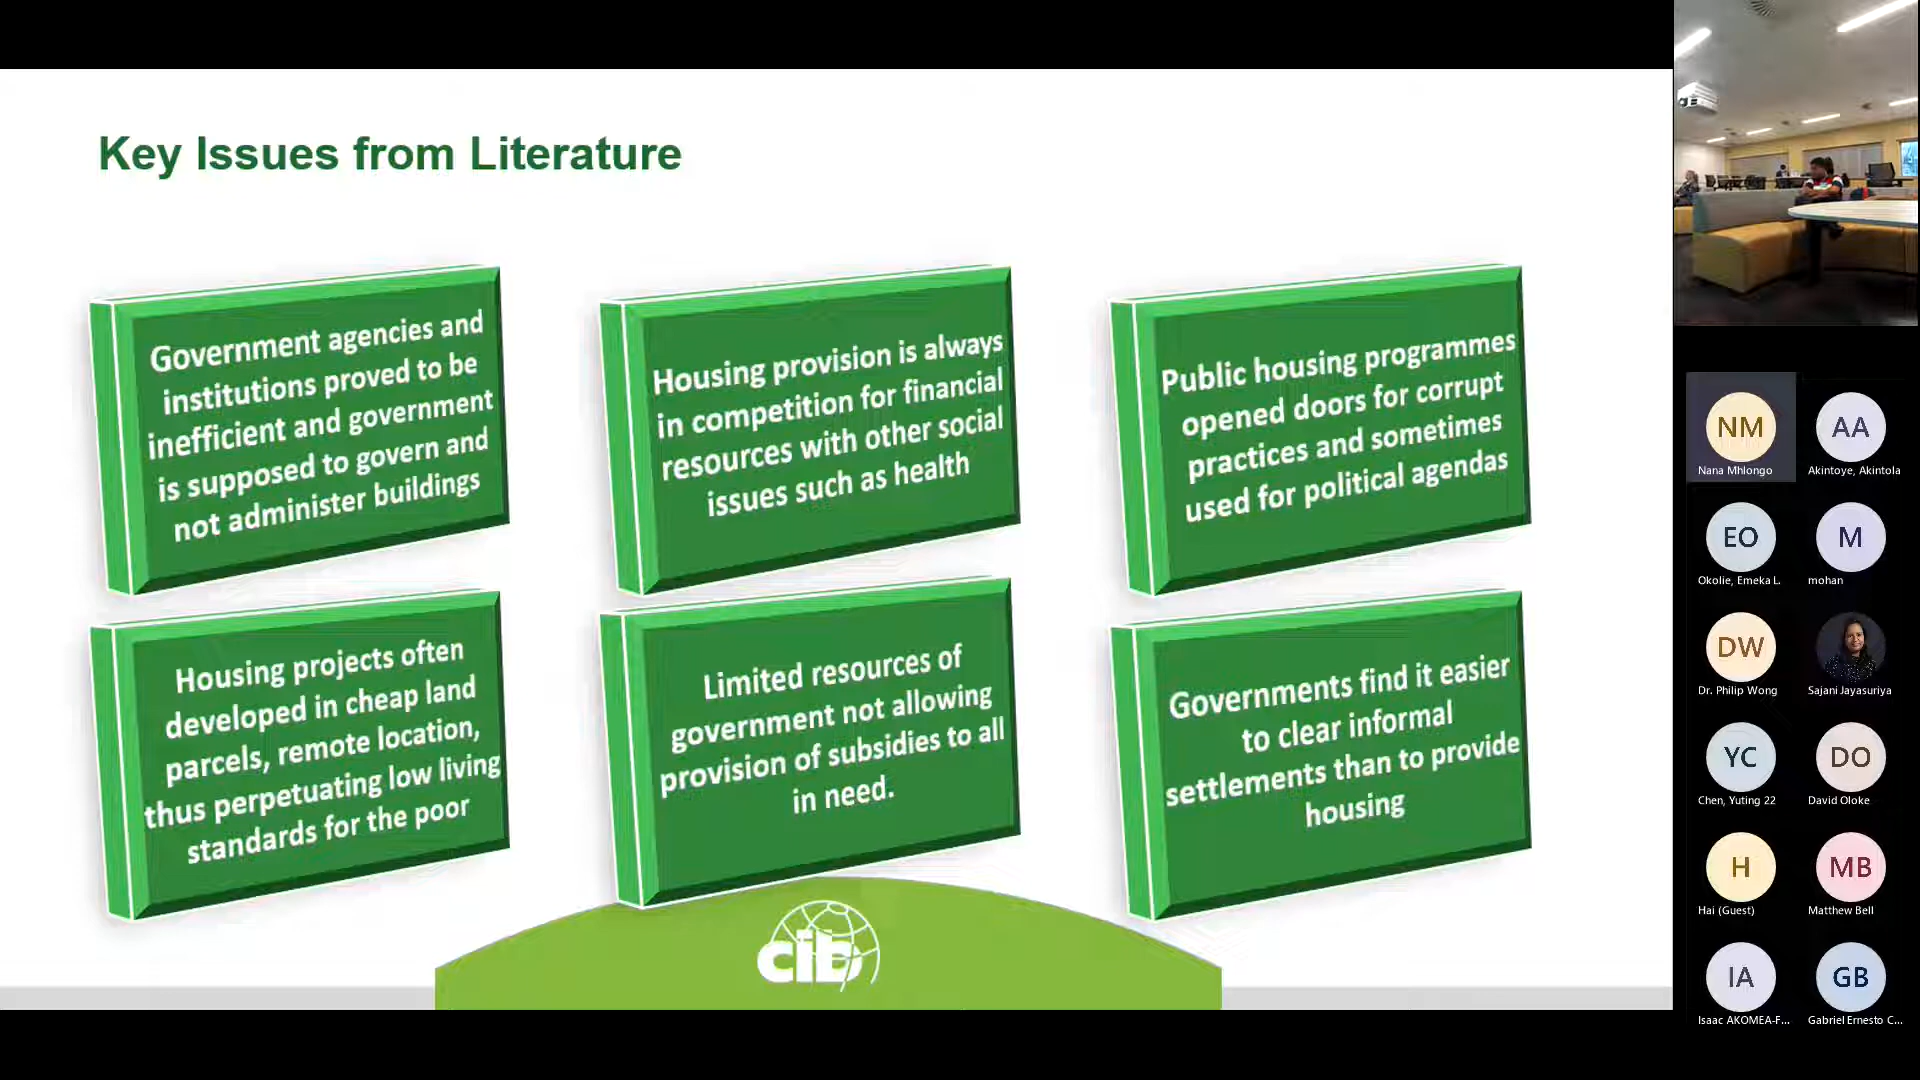 Key Issues from Literature
Government agencies and
institutions proved to be
inefficient and government
is supposed to govern and
not administer buildings
Housing provision is always
in competition for financial
resources with other social
issues such as health
Public housing programmes
opened doors for corrupt
practices and sometimes
used for political agendas
Housing projects often
developed in cheap land
parcels, remote location,
thus perpetuating low living
standards for the poor
Limited resources of
government not allowing
provision of subsidies to all
in need.
Governments find it easier
to clear informal
settlements than to provide
housing
cib
NM
Nana Mhlongo
AA
Akintoye, Akintola
EO
Okolie, Emeka L.
M
mohan
DW
Dr. Philip Wong
Sajani Jayasuriya
YC
Chen, Yuting 22
DO
David Oloke
H
Hai (Guest)
MB
Matthew Bell
IA
Isaac AKOMEA-F...
GB
Gabriel Ernesto C...